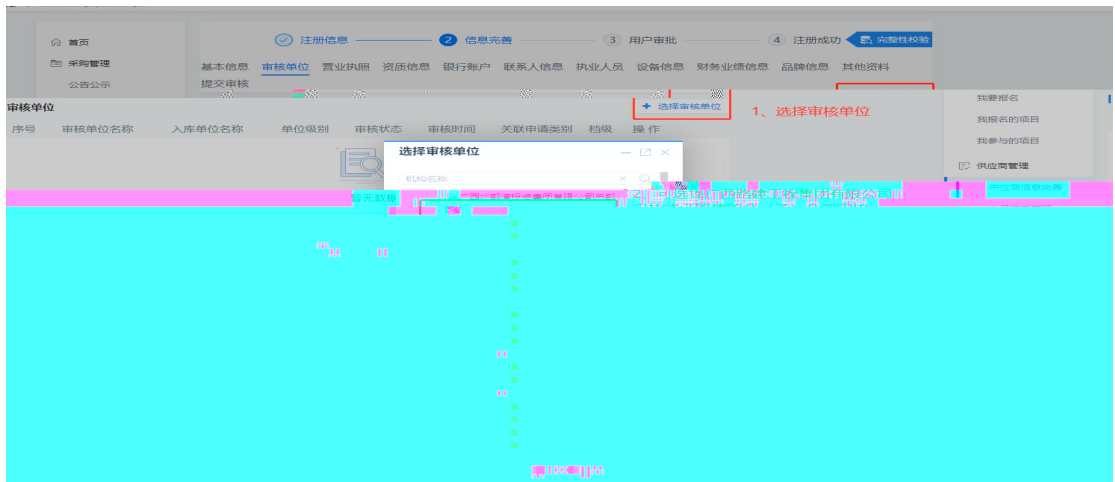 首页
采购管理
公告公示
注册信息
2 信息完善
3 用户审批
4 注册成功
完整性校验
基本信息 审核单位 营业执照 资质信息 银行账户 联系人信息 执业人员 设备信息 财务业绩信息 品牌信息 其他资料
提交审核
审核单位
+ 选择审核单位
1、选择审核单位
序号 审核单位名称 入库单位名称 单位级别 审核状态 审核时间 关联申请类别 档级 操作
选择审核单位
机构名称
暂无数据
我要报名
我报名的项目
我参与的项目
供应商管理
供应商信息完善